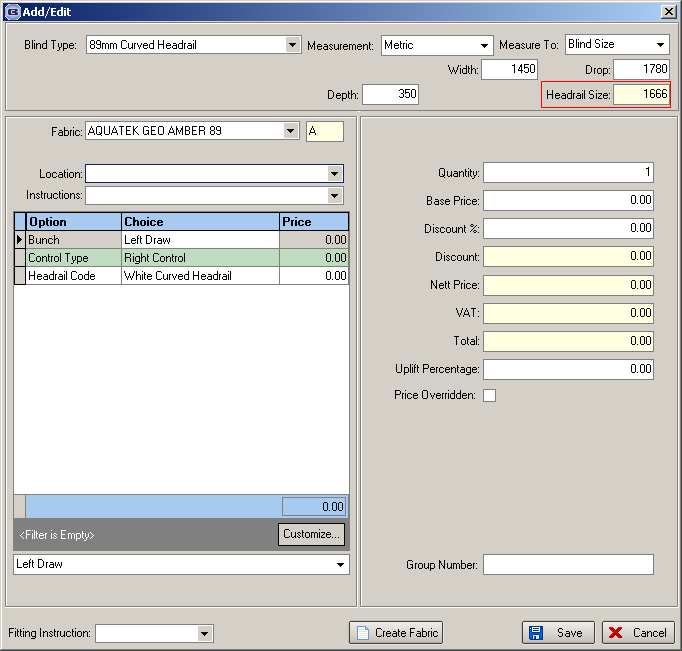 Add/Edit
Blind Type: 89mm Curved Headrail Measurement: Metric Measure To: Blind Size
Width: 1450 Drop: 1780
Depth: 350 Headrail Size: 1666
Fabric: AQUATEK GEO AMBER 89 A
Location:
Instructions:
Option Choice Price
Bunch Left Draw 0.00
Control Type Right Control 0.00
Headrail Code White Curved Headrail 0.00
0.00
<Filter is Empty> Customize...
Left Draw
Quantity: 1
Base Price: 0.00
Discount %: 0.00
Discount: 0.00
Nett Price: 0.00
VAT: 0.00
Total: 0.00
Uplift Percentage: 0.00
Price Overridden:
Group Number:
Fitting Instruction: Create Fabric Save Cancel